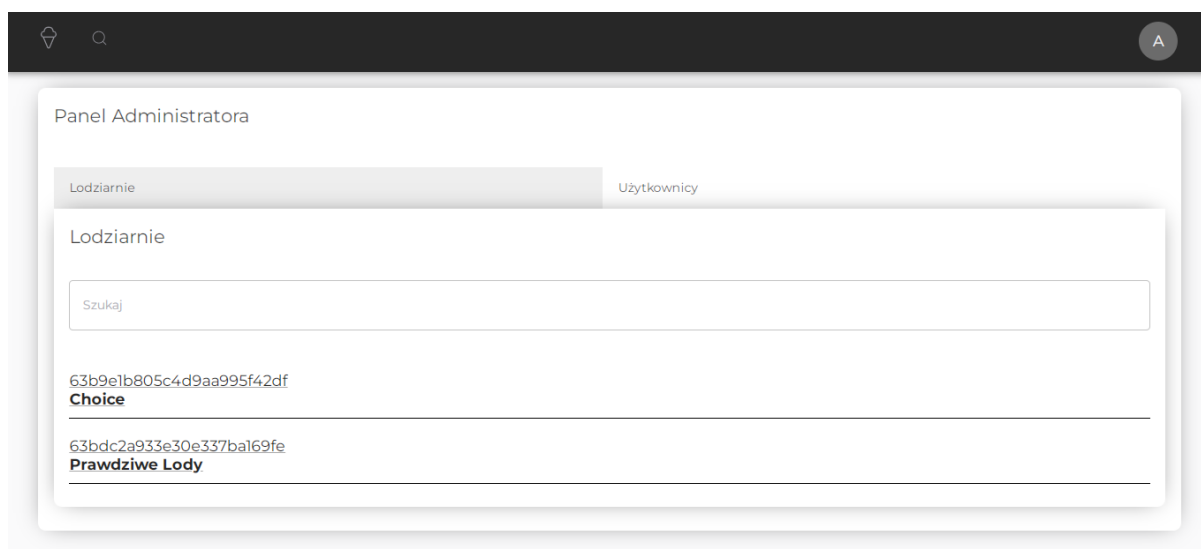 A
Panel Administratora
Lodziarnie
Użytkownicy
Lodziarnie
Szukaj
63b9e1b805c4d9aa995f42df
Choice
63bdc2a933e30e337ba169fe
Prawdziwe Lody